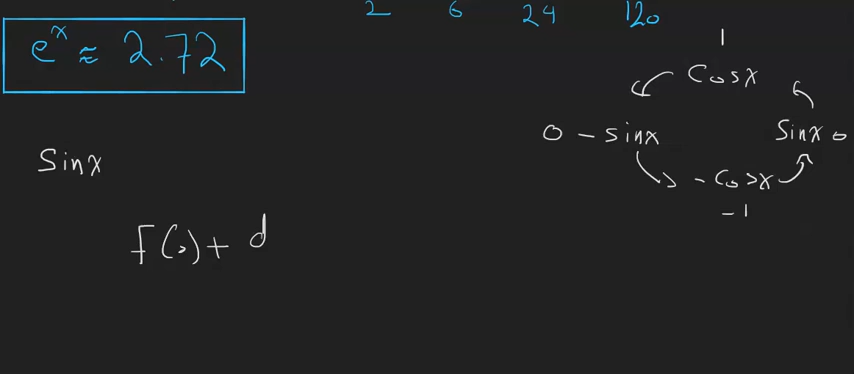 2 6 24 120
e^x ≈ 2.72
1
Cosx
0 - sinx
Sinx 0
Sinx
- Cosx
-1
f(0) + d